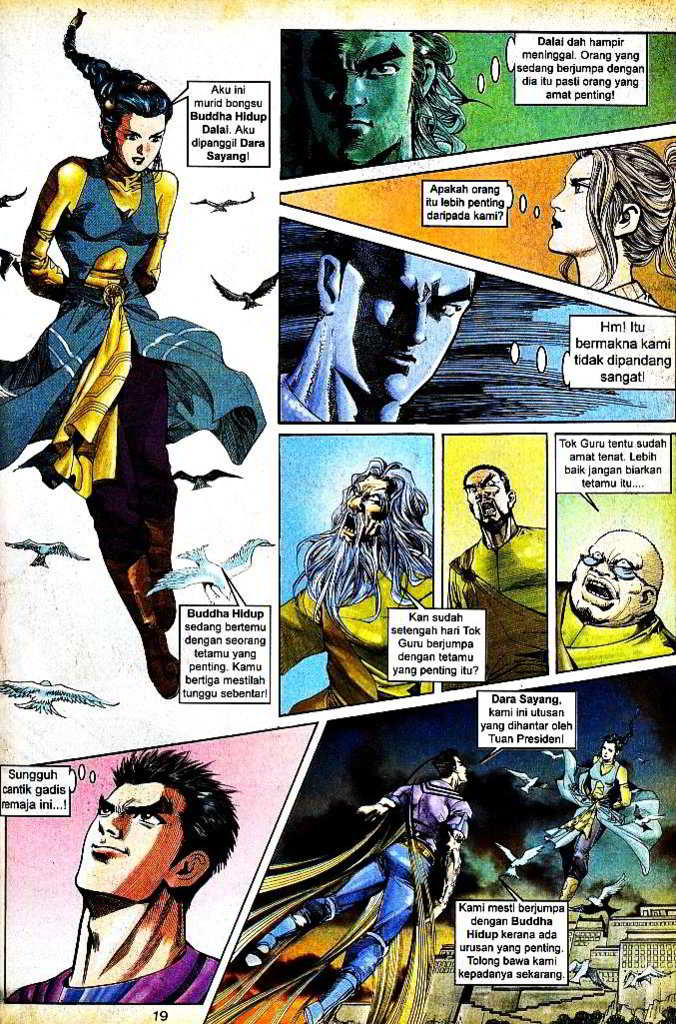 Aku ini
murid bongsu
Buddha Hidup
Dalai. Aku
dipanggil Dara
Sayang!
Dalai dah hampir
meninggal. Orang yang
sedang berjumpa dengan
dia itu pasti orang yang
amat penting!
Apakah orang
itu lebih penting
daripada kami?
Hm! Itu
bermakna kami
tidak dipandang
sangat!
Buddha Hidup
sedang bertemu
dengan seorang
tetamu yang
penting. Kamu
bertiga mestilah
tunggu sebentar!
Kan sudah
setengah hari Tok
Guru berjumpa
dengan tetamu
yang penting itu?
Tok Guru tentu sudah
amat tenat. Lebih
baik jangan biarkan
tetamu itu....
Sungguh
cantik gadis
remaja ini...!
Dara Sayang,
kami ini utusan
yang dihantar oleh
Tuan Presiden!
Kami mesti berjumpa
dengan Buddha
Hidup kerana ada
urusan yang penting.
Tolong bawa kami
kepadanya sekarang.
19